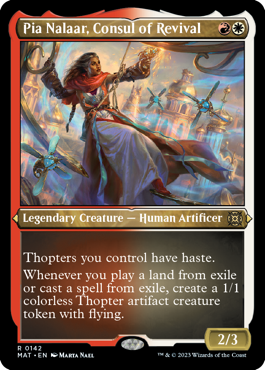 Pia Nalaar, Consul of Revival
Legendary Creature — Human Artificer
Thopters you control have haste.
Whenever you play a land from exile
or cast a spell from exile, create a 1/1
colorless Thopter artifact creature
token with flying.
2/3
R 0142
MAT • EN Marta Nael
™ & © 2023 Wizards of the Coast